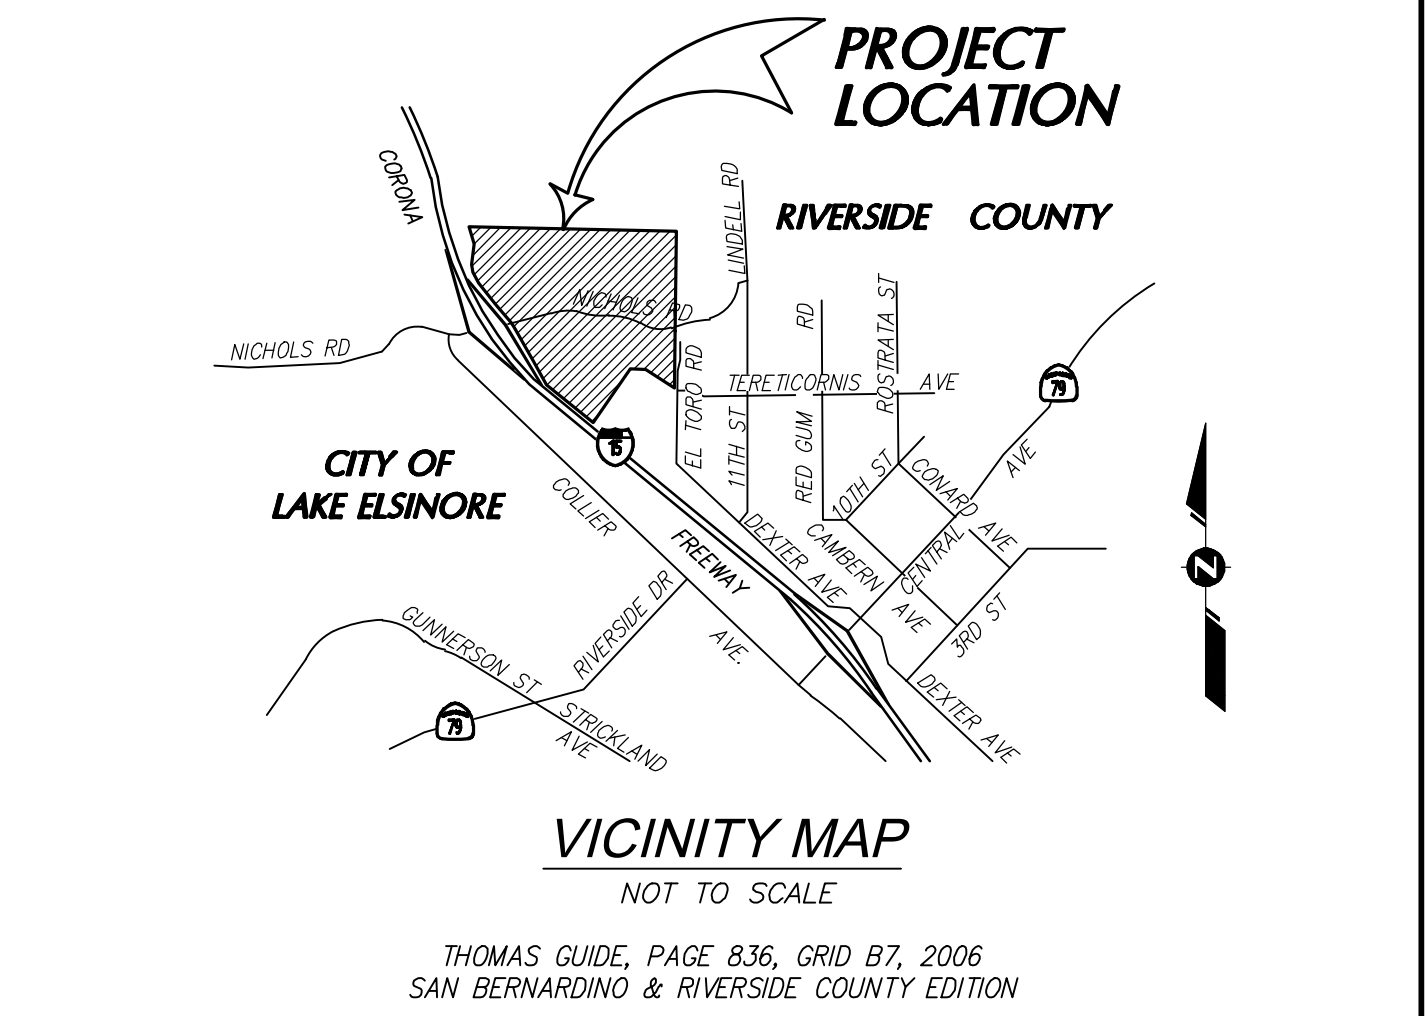 PROJECT
LOCATION
CORONA
LINDELL RD
RIVERSIDE COUNTY
NICHOLS RD
NICHOLS RD
RD
ROSTRATA ST
79
TERETICORNIS AVE
EL TORO RD
11TH ST
RED GUM
15
CITY OF
LAKE ELSINORE
10TH ST
CONARD AVE
AVE
COLLIER
FREEWAY
DEXTER AVE
CAMBERN AVE
CENTRAL
N
RIVERSIDE DR
GUNNERSON ST
AVE.
3RD ST
79
STRICKLAND
AVE
DEXTER AVE
VICINITY MAP
NOT TO SCALE
THOMAS GUIDE, PAGE 836, GRID B7, 2006
SAN BERNARDINO & RIVERSIDE COUNTY EDITION